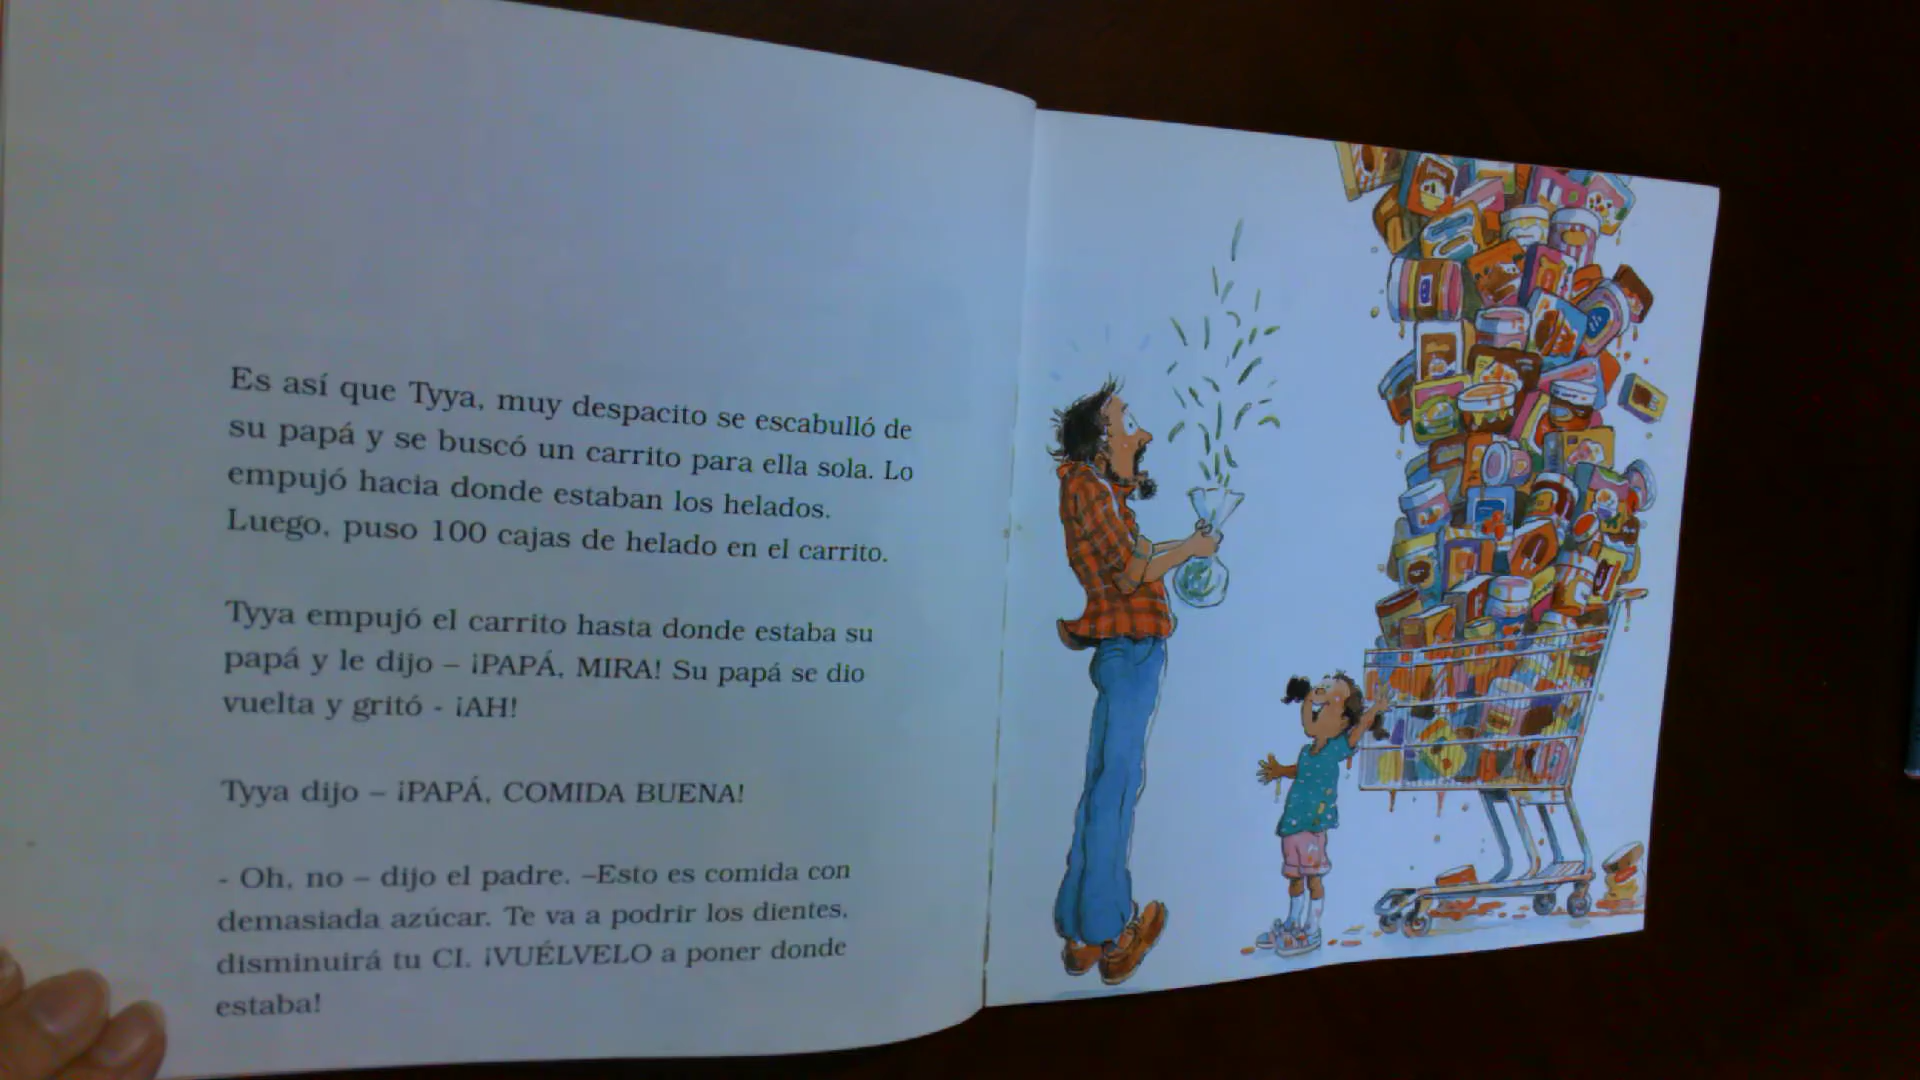 Es así que Tyya, muy despacito se escabulló de
su papá y se buscó un carrito para ella sola. Lo
empujó hacia donde estaban los helados.
Luego, puso 100 cajas de helado en el carrito.
Tyya empujó el carrito hasta donde estaba su
papá y le dijo – ¡PAPÁ, MIRA! Su papá se dio
vuelta y gritó - ¡AH!
Tyya dijo – ¡PAPÁ, COMIDA BUENA!
- Oh, no – dijo el padre. –Esto es comida con
demasiada azúcar. Te va a podrir los dientes,
disminuirá tu CI. ¡VUÉLVELO a poner donde
estaba!